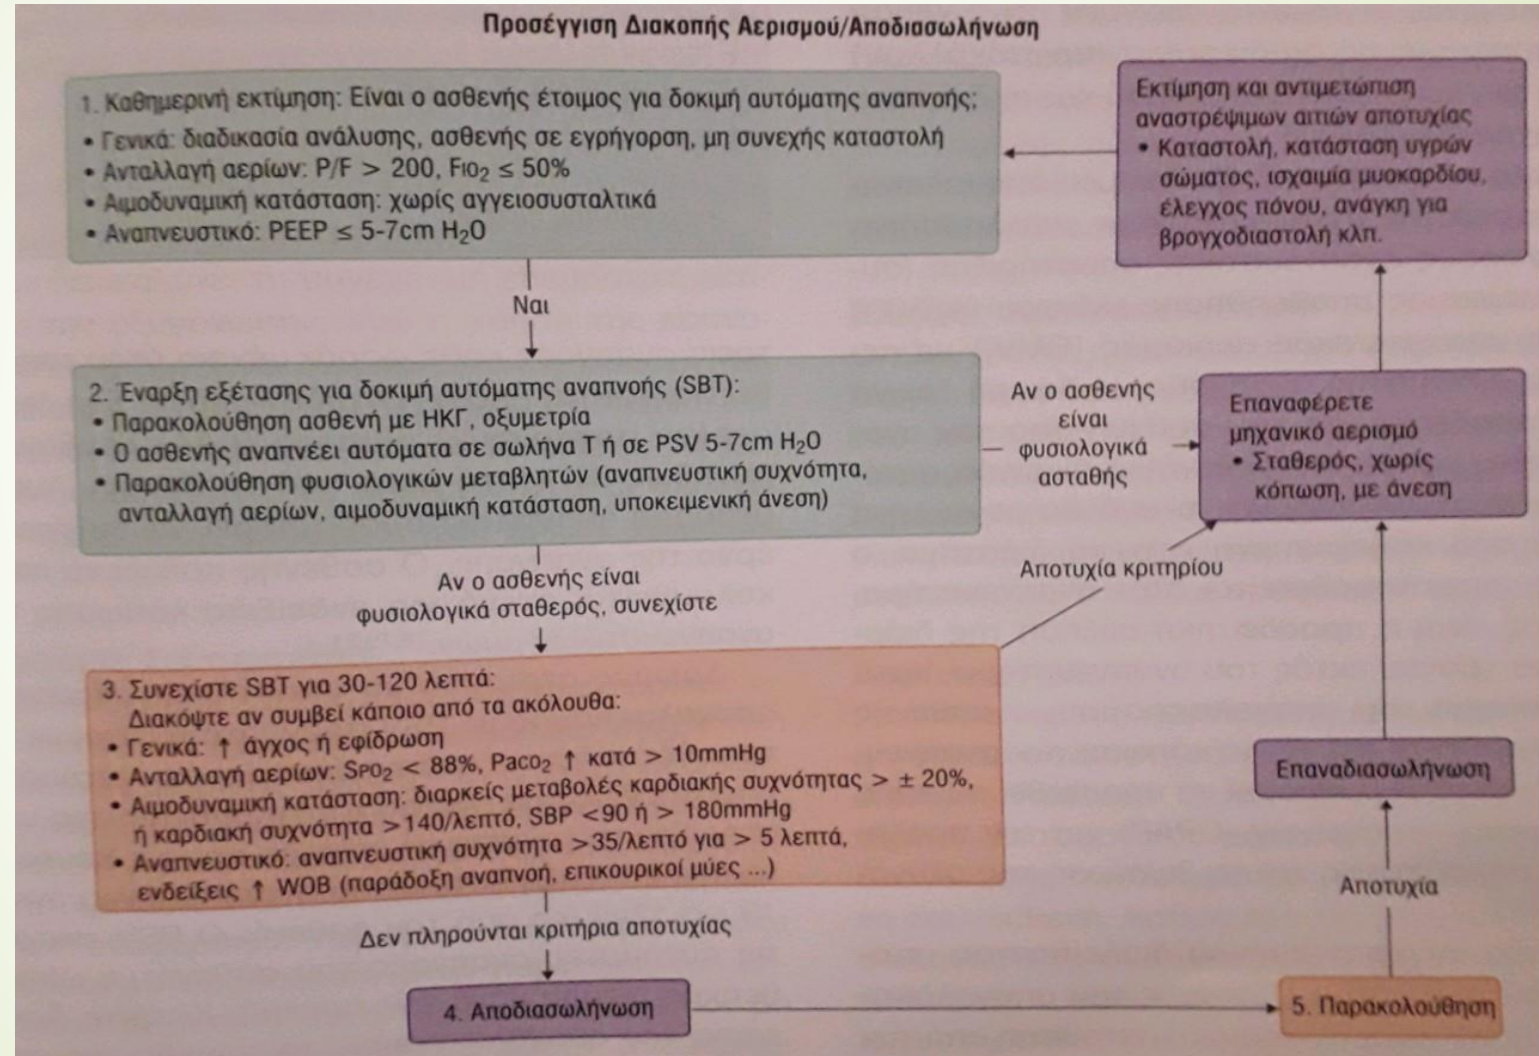 Προσέγγιση Διακοπής Αερισμού/Αποδιασωλήνωση
1. Καθημερινή εκτίμηση: Είναι ο ασθενής έτοιμος για δοκιμή αυτόματης αναπνοής;
• Γενικά: διαδικασία ανάλυσης, ασθενής σε εγρήγορση, μη συνεχής καταστολή
• Ανταλλαγή αερίων: P/F > 200, FIO₂ ≤ 50%
• Αιμοδυναμική κατάσταση: χωρίς αγγειοσυσταλτικά
• Αναπνευστικό: PEEP ≤ 5-7cm H₂O
Εκτίμηση και αντιμετώπιση
αναστρέψιμων αιτιών αποτυχίας
• Καταστολή, κατάσταση υγρών
σώματος, ισχαιμία μυοκαρδίου,
έλεγχος πόνου, ανάγκη για
βρογχοδιαστολή κλπ.
Ναι
2. Έναρξη εξέτασης για δοκιμή αυτόματης αναπνοής (SBT):
• Παρακολούθηση ασθενή με ΗΚΓ, οξυμετρία
• Ο ασθενής αναπνέει αυτόματα σε σωλήνα Τ ή σε PSV 5-7cm H₂O
• Παρακολούθηση φυσιολογικών μεταβλητών (αναπνευστική συχνότητα,
ανταλλαγή αερίων, αιμοδυναμική κατάσταση, υποκειμενική άνεση)
Αν ο ασθενής
είναι
φυσιολογικά
ασταθής
Επαναφέρετε
μηχανικό αερισμό
• Σταθερός, χωρίς
κόπωση, με άνεση
Αν ο ασθενής είναι
φυσιολογικά σταθερός, συνεχίστε
Αποτυχία κριτηρίου
3. Συνεχίστε SBT για 30-120 λεπτά:
Διακόψτε αν συμβεί κάποιο από τα ακόλουθα:
• Γενικά: ↑ άγχος ή εφίδρωση
• Ανταλλαγή αερίων: SPO₂ < 88%, PaCO₂ ↑ κατά > 10mmHg
• Αιμοδυναμική κατάσταση: διαρκείς μεταβολές καρδιακής συχνότητας > ± 20%,
ή καρδιακή συχνότητα >140/λεπτό, SBP <90 ή > 180mmHg
• Αναπνευστικό: αναπνευστική συχνότητα >35/λεπτό για > 5 λεπτά,
ενδείξεις ↑ WOB (παράδοξη αναπνοή, επικουρικοί μύες ...)
Επαναδιασωλήνωση
Αποτυχία
Δεν πληρούνται κριτήρια αποτυχίας
4. Αποδιασωλήνωση
5. Παρακολούθηση